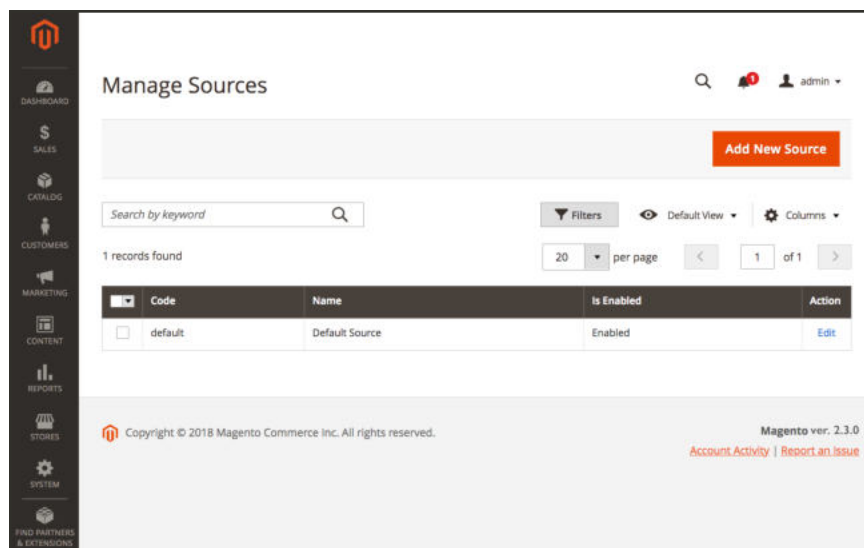 DASHBOARD
SALES
CATALOG
CUSTOMERS
MARKETING
CONTENT
REPORTS
STORES
SYSTEM
FIND PARTNERS
& EXTENSIONS
Manage Sources
1
admin
Add New Source
Search by keyword
Filters
Default View
Columns
1 records found
20
per page
1
of 1
Code Name Is Enabled Action
default Default Source Enabled Edit
Copyright © 2018 Magento Commerce Inc. All rights reserved.
Magento ver. 2.3.0
Account Activity | Report an Issue